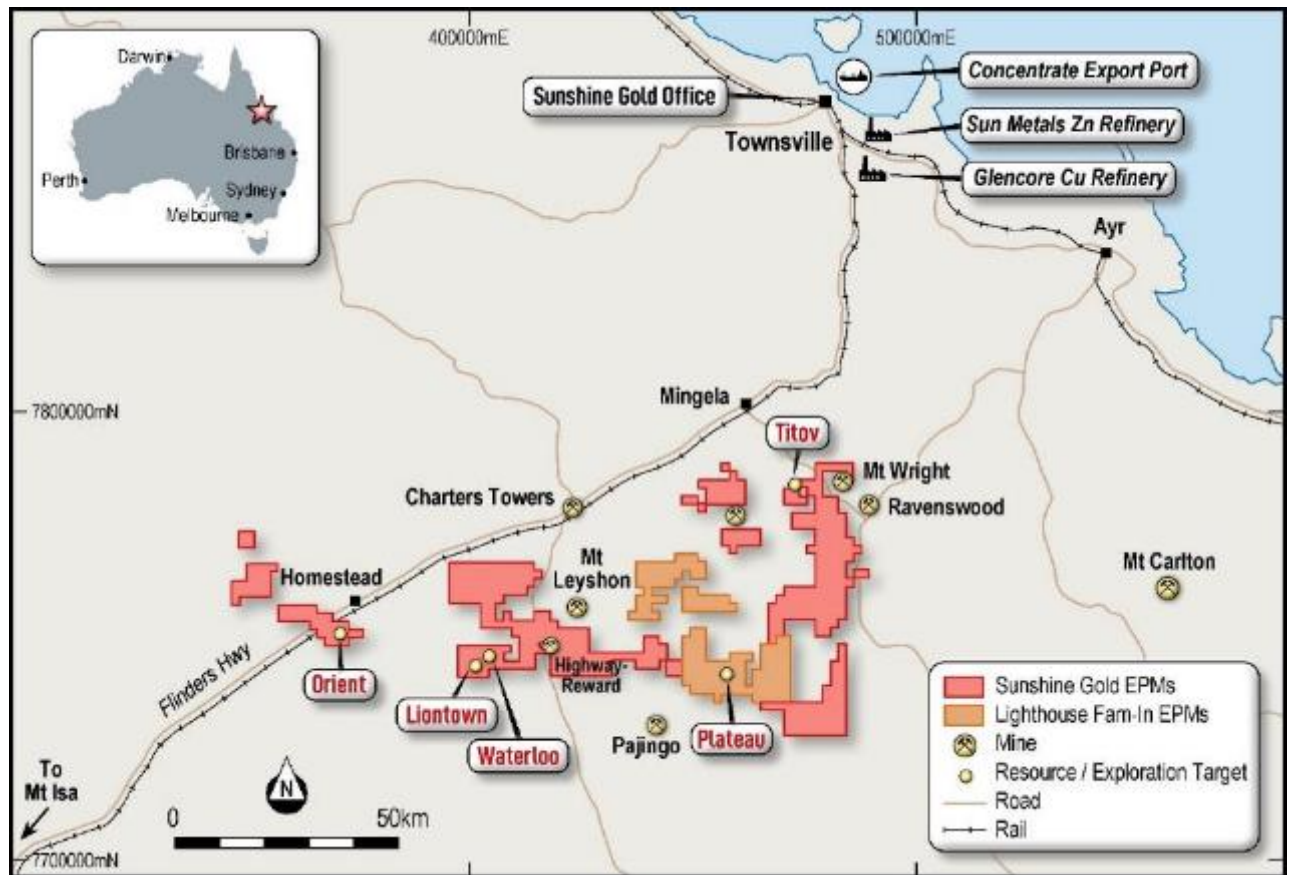 400000mE
500000mE
Darwin
Brisbane
Perth
Sydney
Melbourne
Sunshine Gold Office
Concentrate Export Port
Townsville
Sun Metals Zn Refinery
Glencore Cu Refinery
Ayr
7800000mN
Mingela
Titov
Mt Wright
Charters Towers
Ravenswood
Mt
Leyshon
Mt Carlton
Homestead
Highway-
Reward
Orient
Flinders Hwy
Liontown
Waterloo
Pajingo
Plateau
To
Mt Isa
N
0
50km
7700000mN
Sunshine Gold EPMs
Lighthouse Fam-In EPMs
Mine
Resource / Exploration Target
Road
Rail